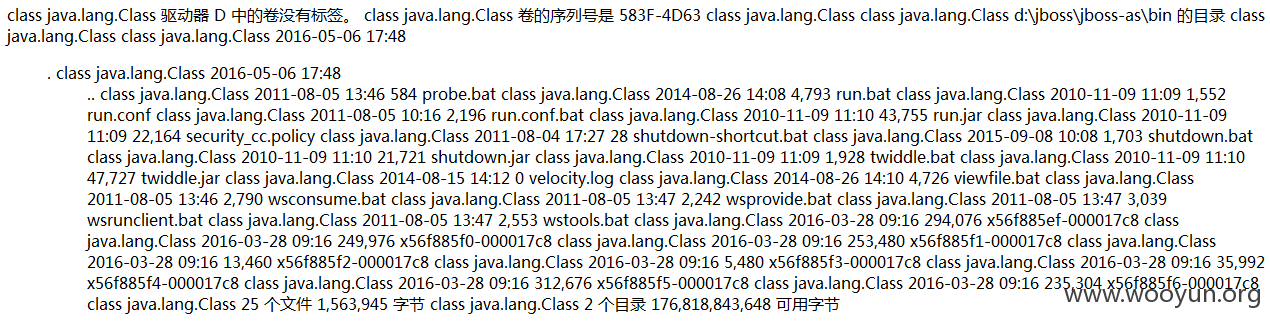 class java.lang.Class 驱动器 D 中的卷没有标签。 class java.lang.Class 卷的序列号是 583F-4D63 class java.lang.Class class java.lang.Class d:\jboss\jboss-as\bin 的目录 class
java.lang.Class class java.lang.Class 2016-05-06 17:48
. class java.lang.Class 2016-05-06 17:48
.. class java.lang.Class 2011-08-05 13:46 584 probe.bat class java.lang.Class 2014-08-26 14:08 4,793 run.bat class java.lang.Class 2010-11-09 11:09 1,552
run.conf class java.lang.Class 2011-08-05 10:16 2,196 run.conf.bat class java.lang.Class 2010-11-09 11:10 43,755 run.jar class java.lang.Class 2010-11-09
11:09 22,164 security_cc.policy class java.lang.Class 2011-08-04 17:27 28 shutdown-shortcut.bat class java.lang.Class 2015-09-08 10:08 1,703 shutdown.bat
class java.lang.Class 2010-11-09 11:10 21,721 shutdown.jar class java.lang.Class 2010-11-09 11:09 1,928 twiddle.bat class java.lang.Class 2010-11-09 11:10
47,727 twiddle.jar class java.lang.Class 2014-08-15 14:12 0 velocity.log class java.lang.Class 2014-08-26 14:10 4,726 viewfile.bat class java.lang.Class
2011-08-05 13:46 2,790 wsconsume.bat class java.lang.Class 2011-08-05 13:47 2,242 wsprovide.bat class java.lang.Class 2011-08-05 13:47 3,039
wsrunclient.bat class java.lang.Class 2011-08-05 13:47 2,553 wstools.bat class java.lang.Class 2016-03-28 09:16 294,076 x56f885ef-000017c8 class
java.lang.Class 2016-03-28 09:16 249,976 x56f885f0-000017c8 class java.lang.Class 2016-03-28 09:16 253,480 x56f885f1-000017c8 class java.lang.Class
2016-03-28 09:16 13,460 x56f885f2-000017c8 class java.lang.Class 2016-03-28 09:16 5,480 x56f885f3-000017c8 class java.lang.Class 2016-03-28 09:16 35,992
x56f885f4-000017c8 class java.lang.Class 2016-03-28 09:16 312,676 x56f885f5-000017c8 class java.lang.Class 2016-03-28 09:16 235,304 x56f885f6-000017c8
class java.lang.Class 25 个文件 1,563,945 字节 class java.lang.Class 2 个目录 176,818,843,648 可用字节
www.wooyun.org